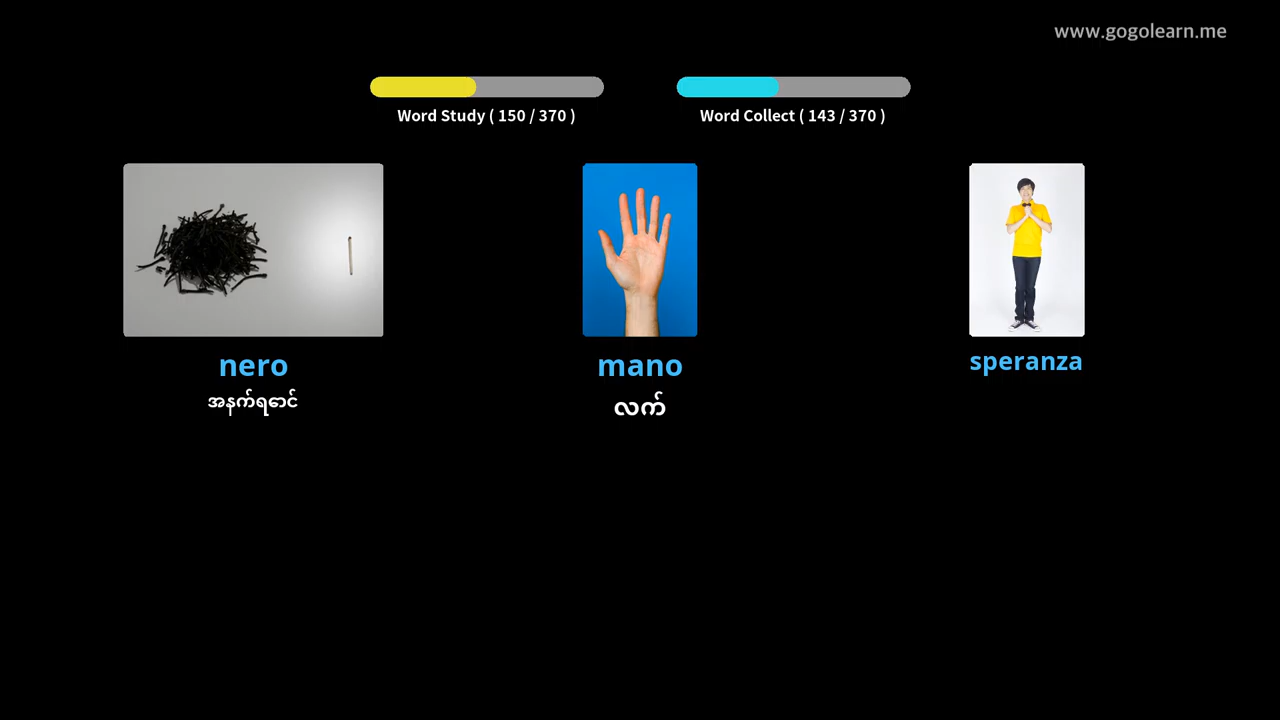 www.gogolearn.me
Word Study ( 150 / 370 )
Word Collect ( 143 / 370 )
nero
mano
speranza
အနက်ရောင်
လက်